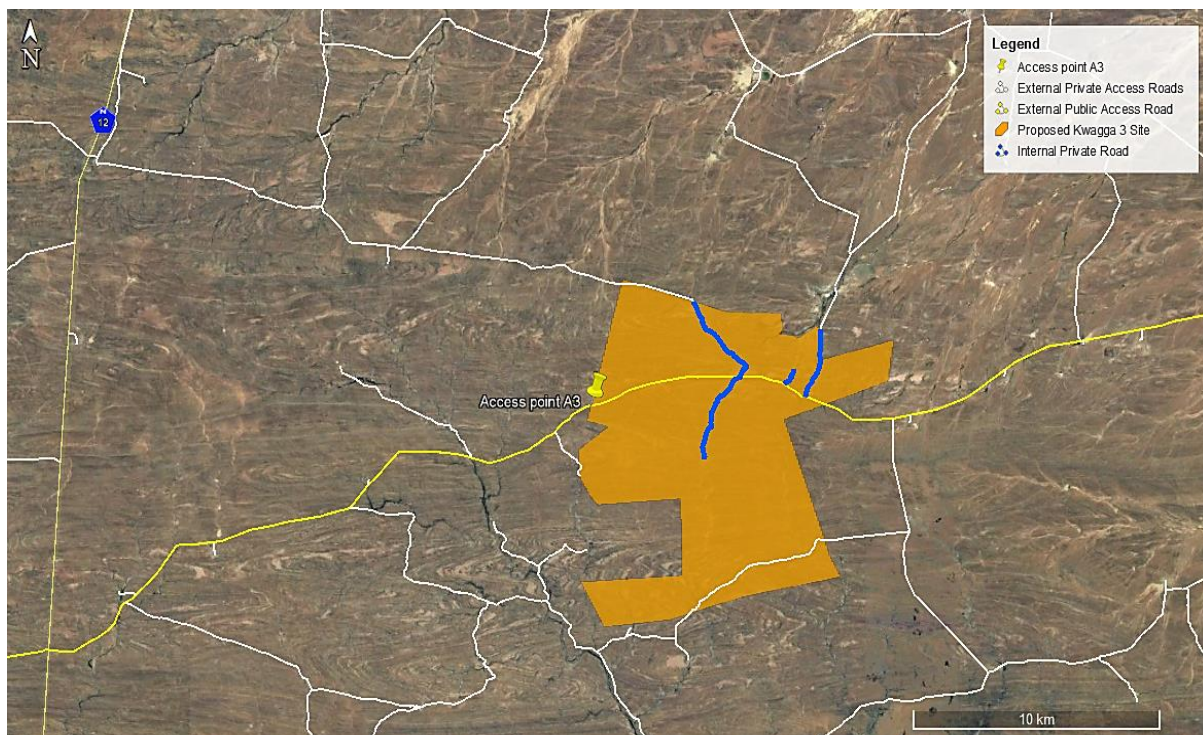 N
Legend
Access point A3
External Private Access Roads
External Public Access Road
Proposed Kwagga 3 Site
Internal Private Road
N
12
Access point A3
10 km